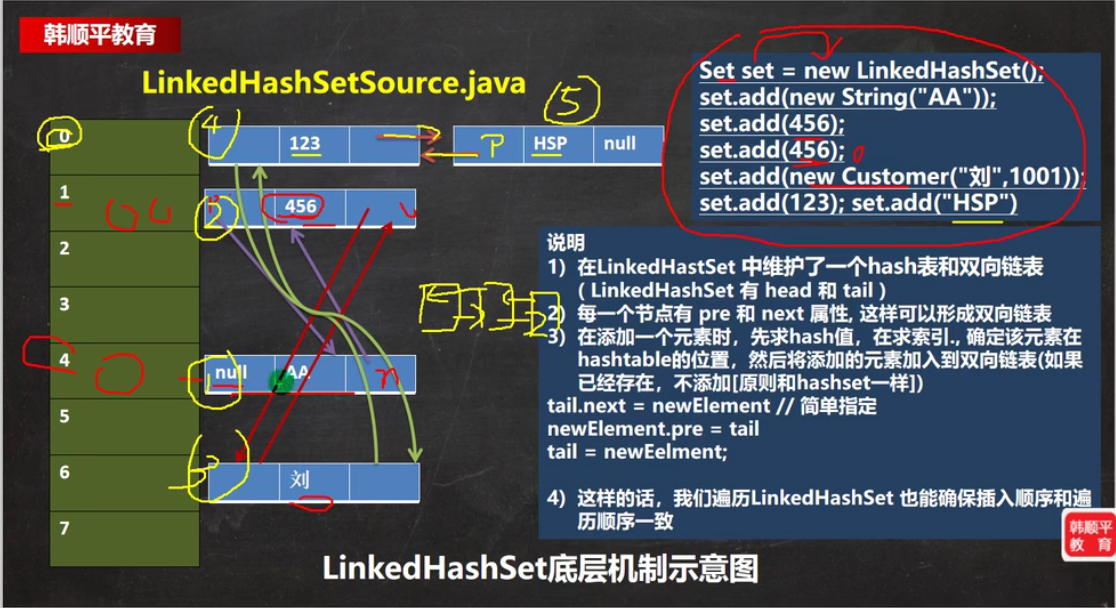 韩顺平教育
LinkedHashSetSource.java
Set set = new LinkedHashSet();
set.add(new String("AA"));
set.add(456);
set.add(456);
set.add(new Customer("刘",1001));
set.add(123); set.add("HSP")
0
4
123
5
P
HSP
null
1
2
456
2
3
4
1
null
AA
n
5
6
3
刘
7
说明
1) 在LinkedHastSet 中维护了一个hash表和双向链表
( LinkedHashSet 有 head 和 tail )
2) 每一个节点有 pre 和 next 属性, 这样可以形成双向链表
3) 在添加一个元素时，先求hash值，在求索引., 确定该元素在
hashtable的位置，然后将添加的元素加入到双向链表(如果
已经存在，不添加[原则和hashset一样])
tail.next = newElement // 简单指定
newElement.pre = tail
tail = newEelment;
4) 这样的话，我们遍历LinkedHashSet 也能确保插入顺序和遍
历顺序一致
韩顺平
教 育
LinkedHashSet底层机制示意图